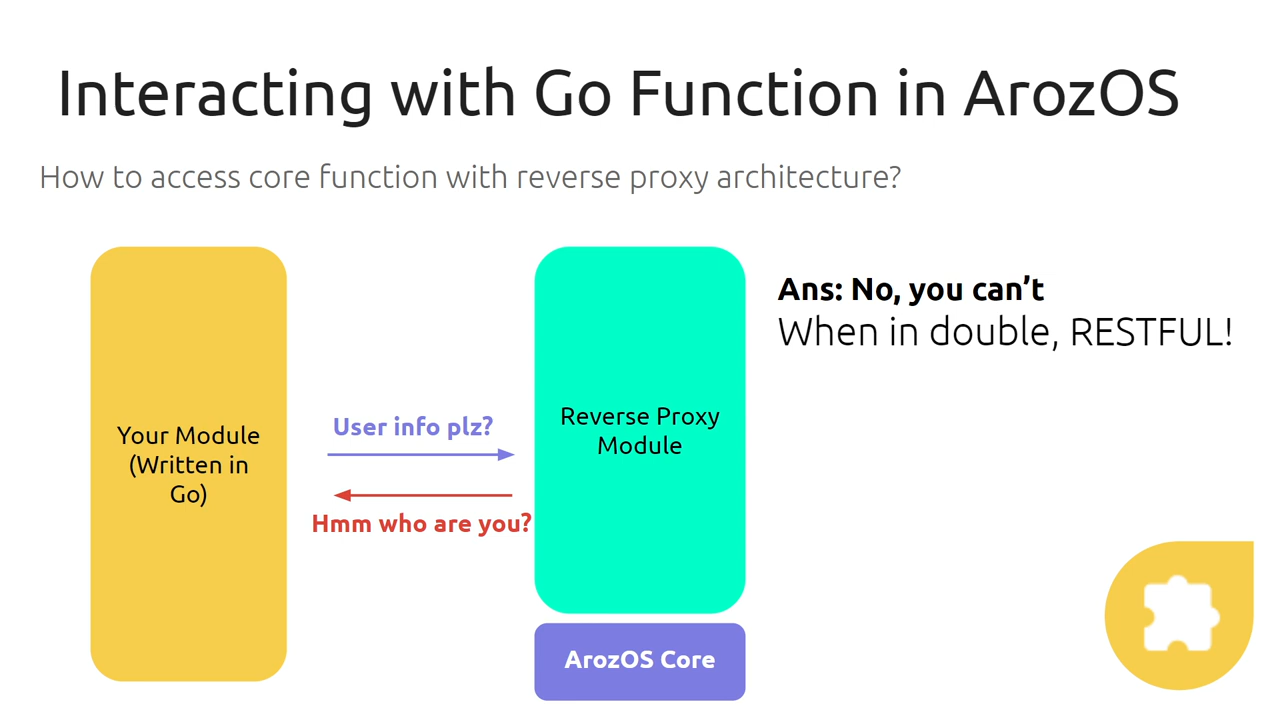 Interacting with Go Function in ArozOS
How to access core function with reverse proxy architecture?
Ans: No, you can't
When in double, RESTFUL!
Your Module
(Written in
Go)
User info plz?
Hmm who are you?
Reverse Proxy
Module
ArozOS Core